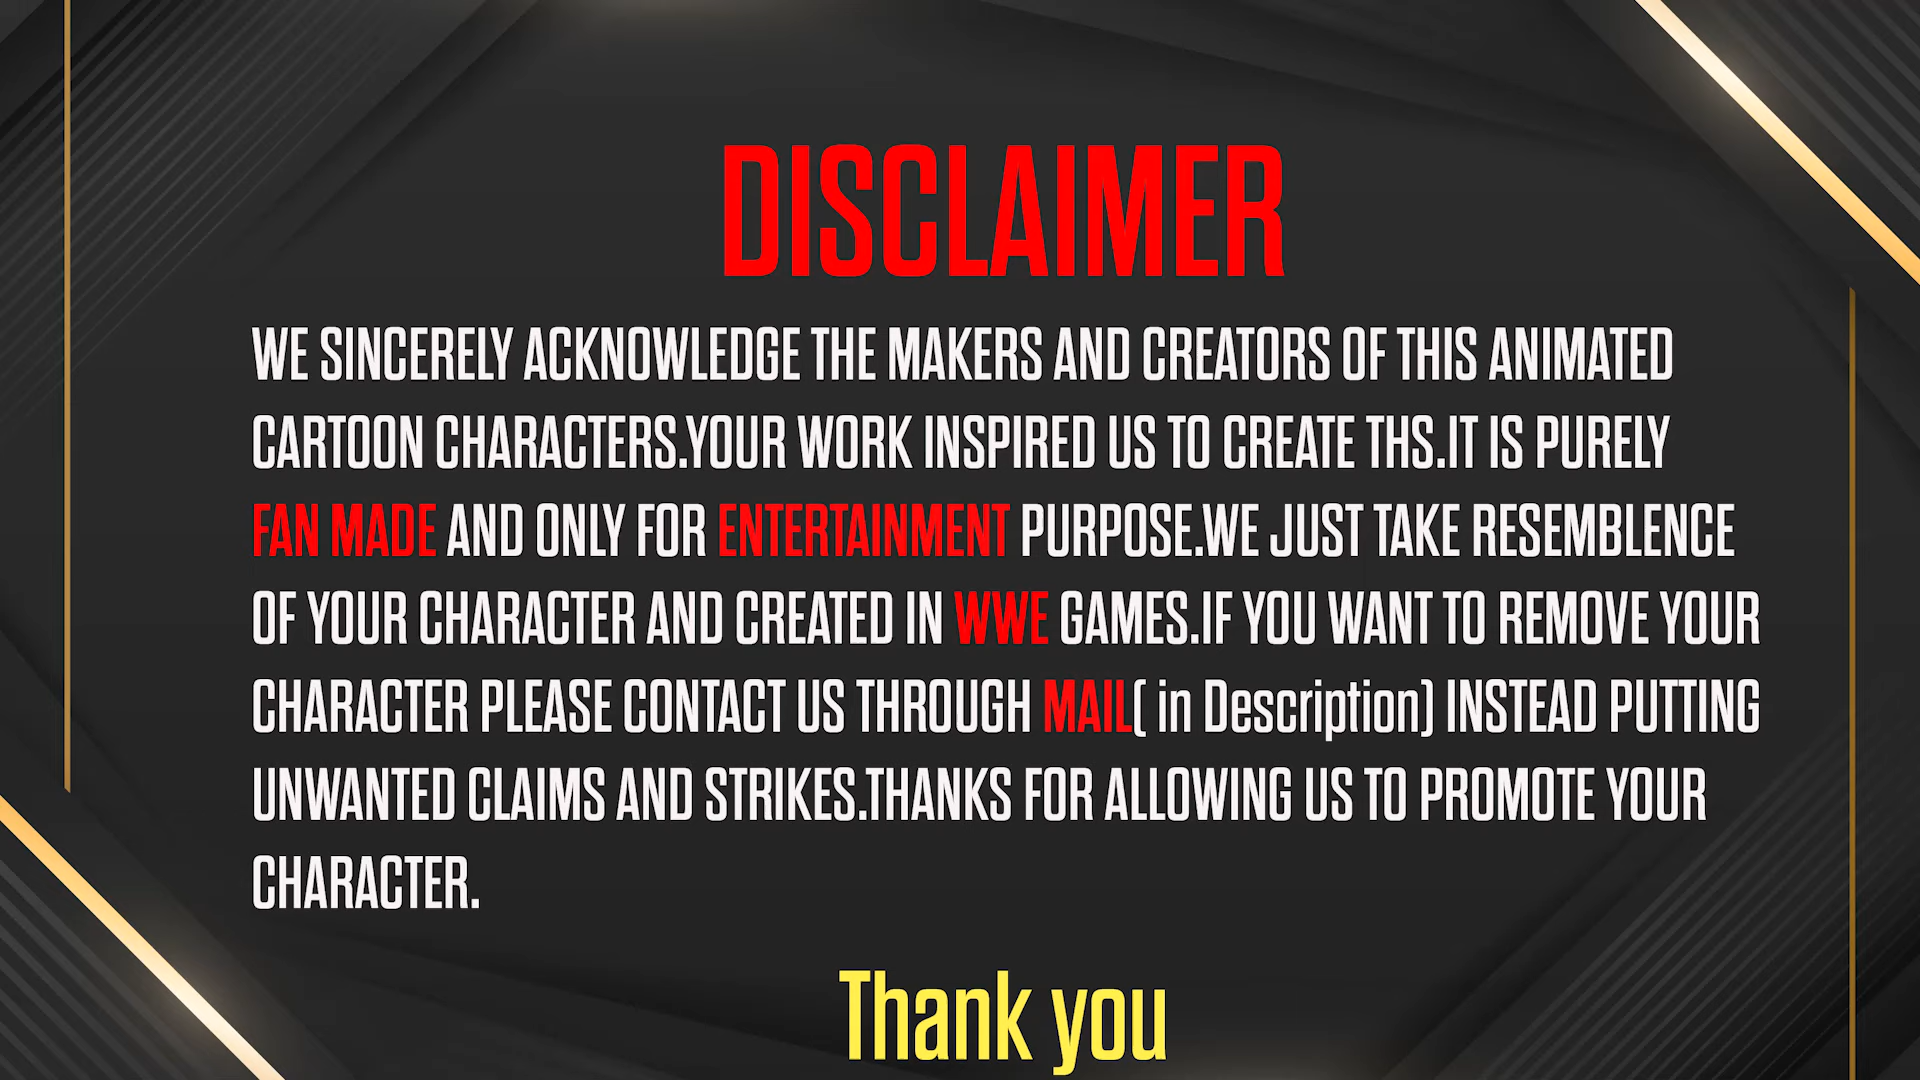 DISCLAIMER
WE SINCERELY ACKNOWLEDGE THE MAKERS AND CREATORS OF THIS ANIMATED
CARTOON CHARACTERS.YOUR WORK INSPIRED US TO CREATE THS.IT IS PURELY
FAN MADE AND ONLY FOR ENTERTAINMENT PURPOSE.WE JUST TAKE RESEMBLENCE
OF YOUR CHARACTER AND CREATED IN WWE GAMES.IF YOU WANT TO REMOVE YOUR
CHARACTER PLEASE CONTACT US THROUGH MAIL( in Description) INSTEAD PUTTING
UNWANTED CLAIMS AND STRIKES.THANKS FOR ALLOWING US TO PROMOTE YOUR
CHARACTER.
Thank you